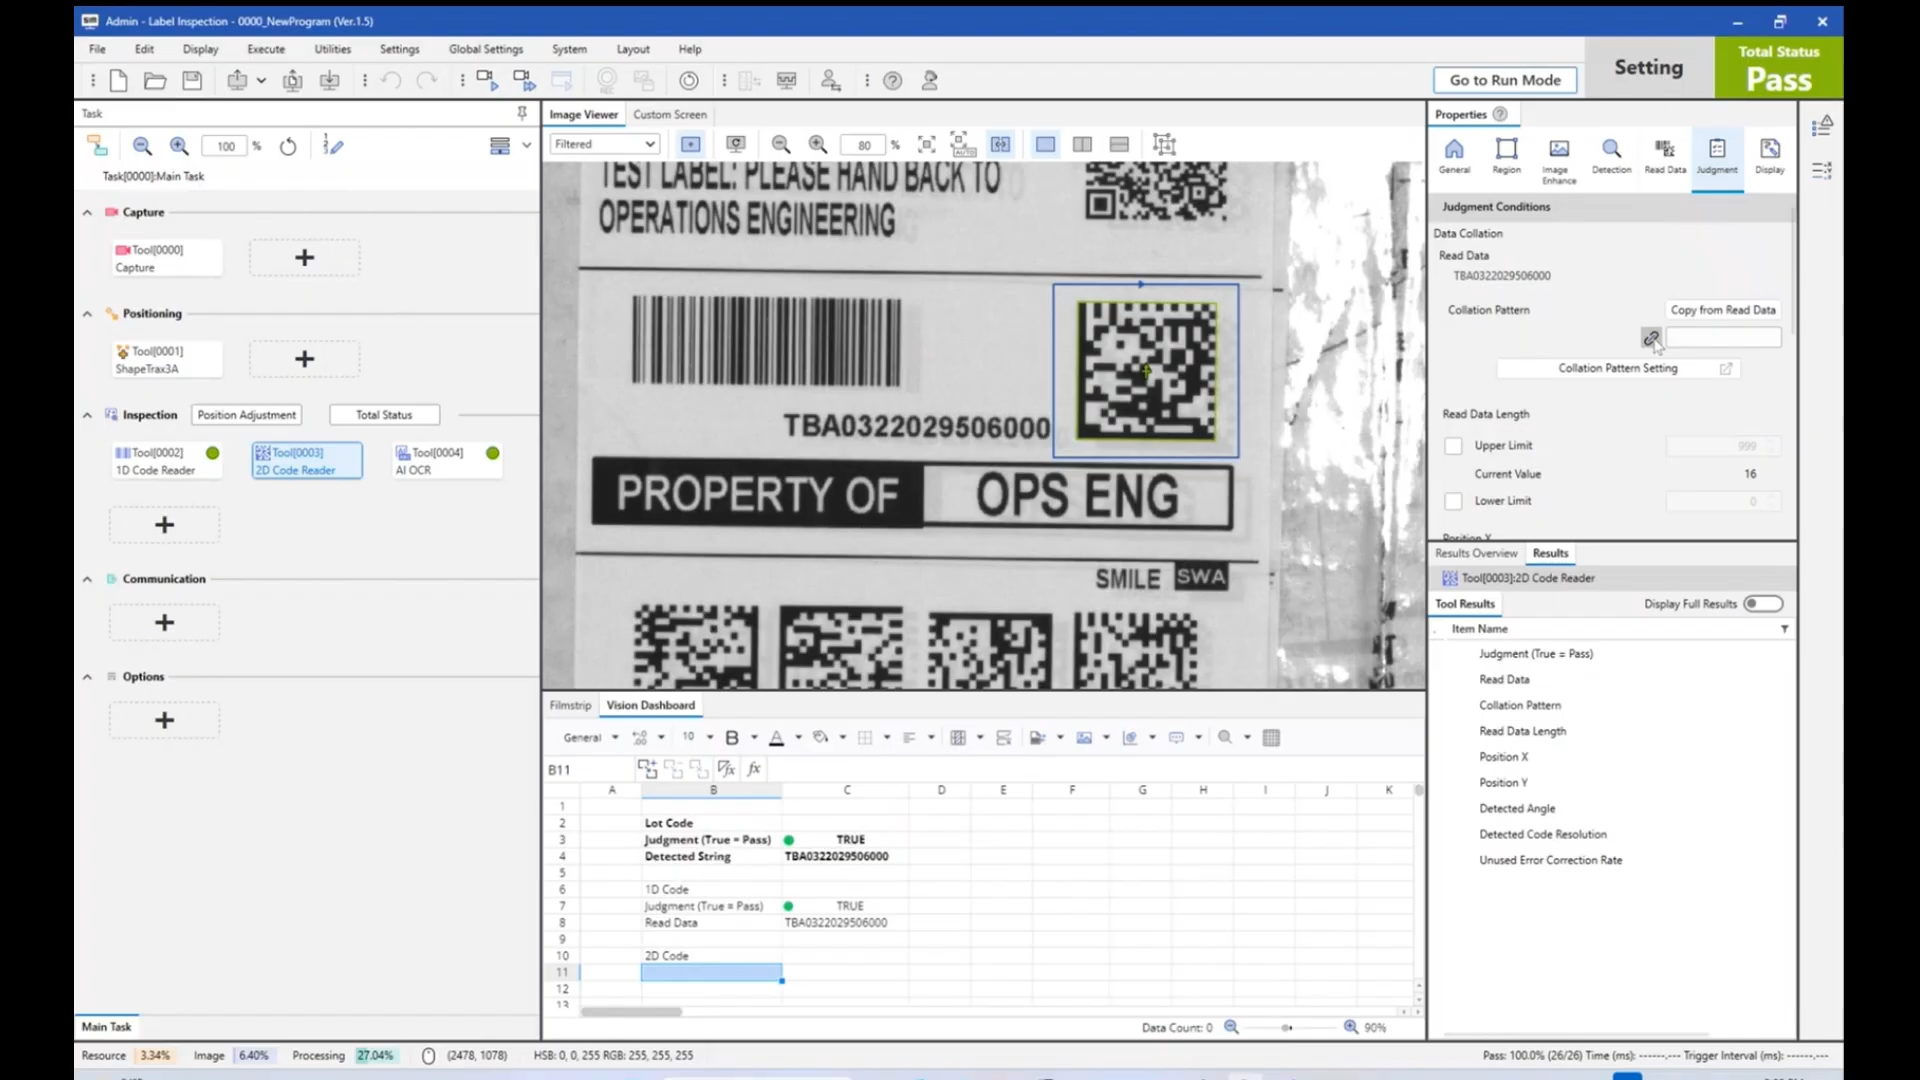 Admin - Label Inspection - 0000_NewProgram (Ver.1.5)
File Edit Display Execute Utilities Settings Global Settings System Layout Help
Go to Run Mode
Setting
Total Status
Pass
Task
100 %
Task[0000]:Main Task
Capture
Tool[0000]
Capture
Positioning
Tool[0001]
ShapeTrax3A
Inspection Position Adjustment Total Status
Tool[0002]
1D Code Reader
Tool[0003]
2D Code Reader
Tool[0004]
AI OCR
Communication
Options
Main Task
Image Viewer Custom Screen
Filtered 80 %
AUTO
TEST LABEL: PLEASE HAND BACK TO
OPERATIONS ENGINEERING
TBA0322029506000
PROPERTY OF OPS ENG
SMILE SWA
Filmstrip Vision Dashboard
General 10 B A
B11 fx
A B C D E F G H I J K
1
2 Lot Code
3 Judgment (True = Pass) TRUE
4 Detected String TBA0322029506000
5
6 1D Code
7 Judgment (True = Pass) TRUE
8 Read Data TBA0322029506000
9
10 2D Code
11
12
13
Data Count: 0 90%
Properties
General Region Image Enhance Detection Read Data Judgment Display
Judgment Conditions
Data Collation
Read Data
TBA0322029506000
Collation Pattern Copy from Read Data
Collation Pattern Setting
Read Data Length
Upper Limit 999
Current Value 16
Lower Limit 0
Position X
Results Overview Results
Tool[0003]:2D Code Reader
Tool Results Display Full Results
Item Name
Judgment (True = Pass)
Read Data
Collation Pattern
Read Data Length
Position X
Position Y
Detected Angle
Detected Code Resolution
Unused Error Correction Rate
Resource 3.34% Image 6.40% Processing 27.04% (2478, 1078) HSB: 0, 0, 255 RGB: 255, 255, 255
Pass: 100.0% (26/26) Time (ms): ------.--- Trigger Interval (ms): ------.---